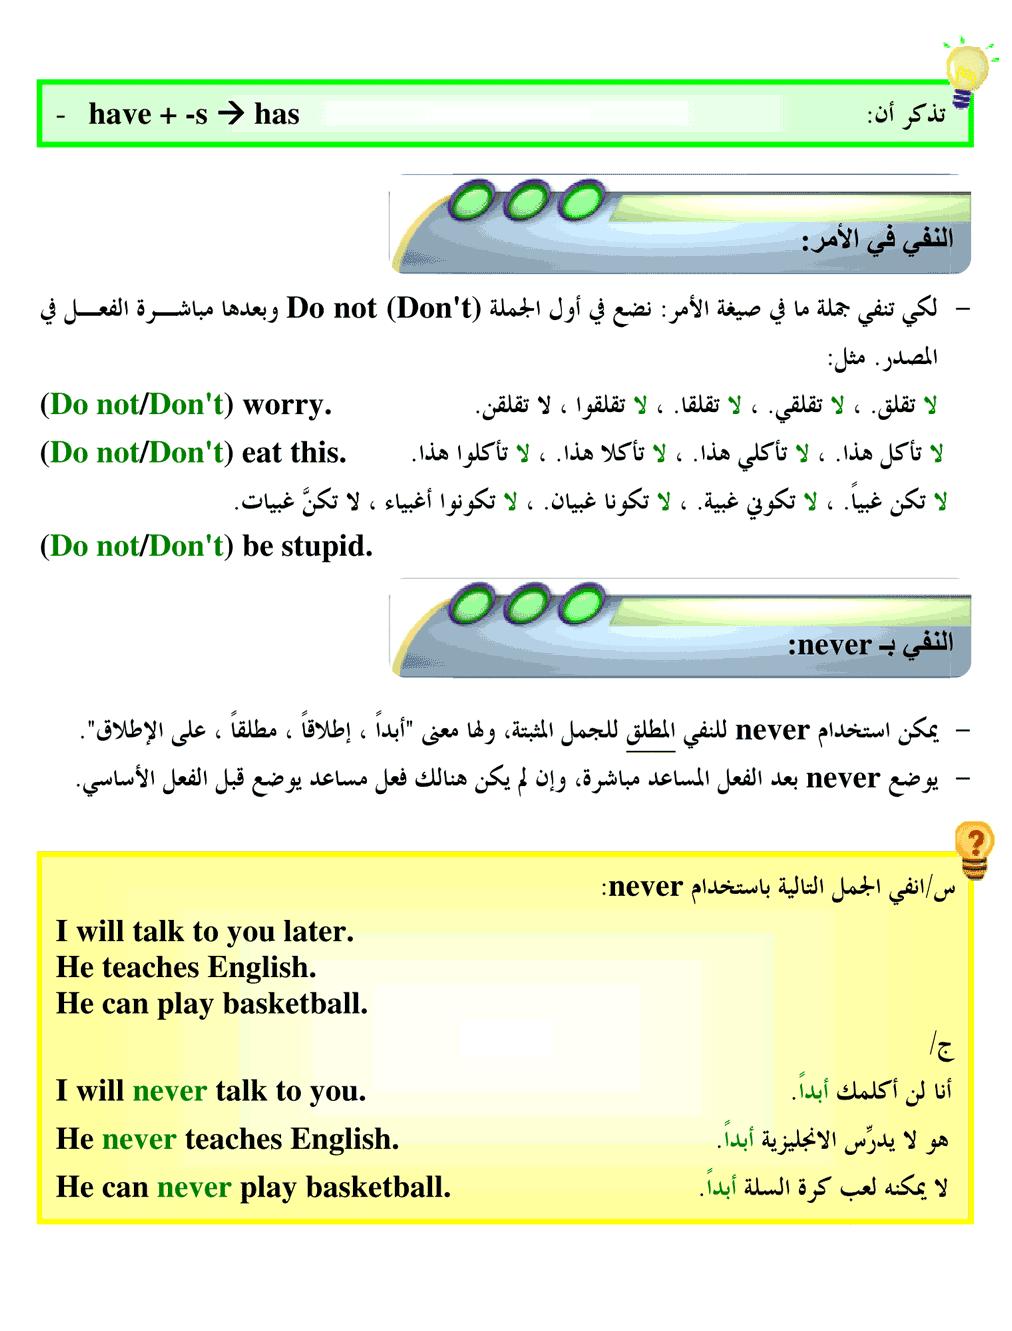 تذكر أن: - have + -s → has
النفي في الأمر:
– لكي تنفي جملة ما في صيغة الأمر: نضع في أول الجملة Do not (Don't) وبعدها مباشـــرة الفعـــل في
المصدر. مثل:
(Do not/Don't) worry. لا تقلق. ، لا تقلقي. ، لا تقلقا. ، لا تقلقوا ، لا تقلقن.
(Do not/Don't) eat this. لا تأكل هذا. ، لا تأكلي هذا. ، لا تأكلا هذا. ، لا تأكلوا هذا.
لا تكن غبياً. ، لا تكوني غبية. ، لا تكونا غبيان. ، لا تكونوا أغبياء ، لا تكنَّ غبيات.
(Do not/Don't) be stupid.
النفي بـ never:
– يمكن استخدام never للنفي المطلق للجمل المثبتة، ولها معنى "أبداً ، إطلاقاً ، مطلقاً ، على الإطلاق".
– يوضع never بعد الفعل المساعد مباشرة، وإن لم يكن هنالك فعل مساعد يوضع قبل الفعل الأساسي.
س/انفي الجمل التالية باستخدام never:
I will talk to you later.
He teaches English.
He can play basketball.
ج/
I will never talk to you. أنا لن أكلمك أبداً.
He never teaches English. هو لا يدرِّس الانجليزية أبداً.
He can never play basketball. لا يمكنه لعب كرة السلة أبداً.